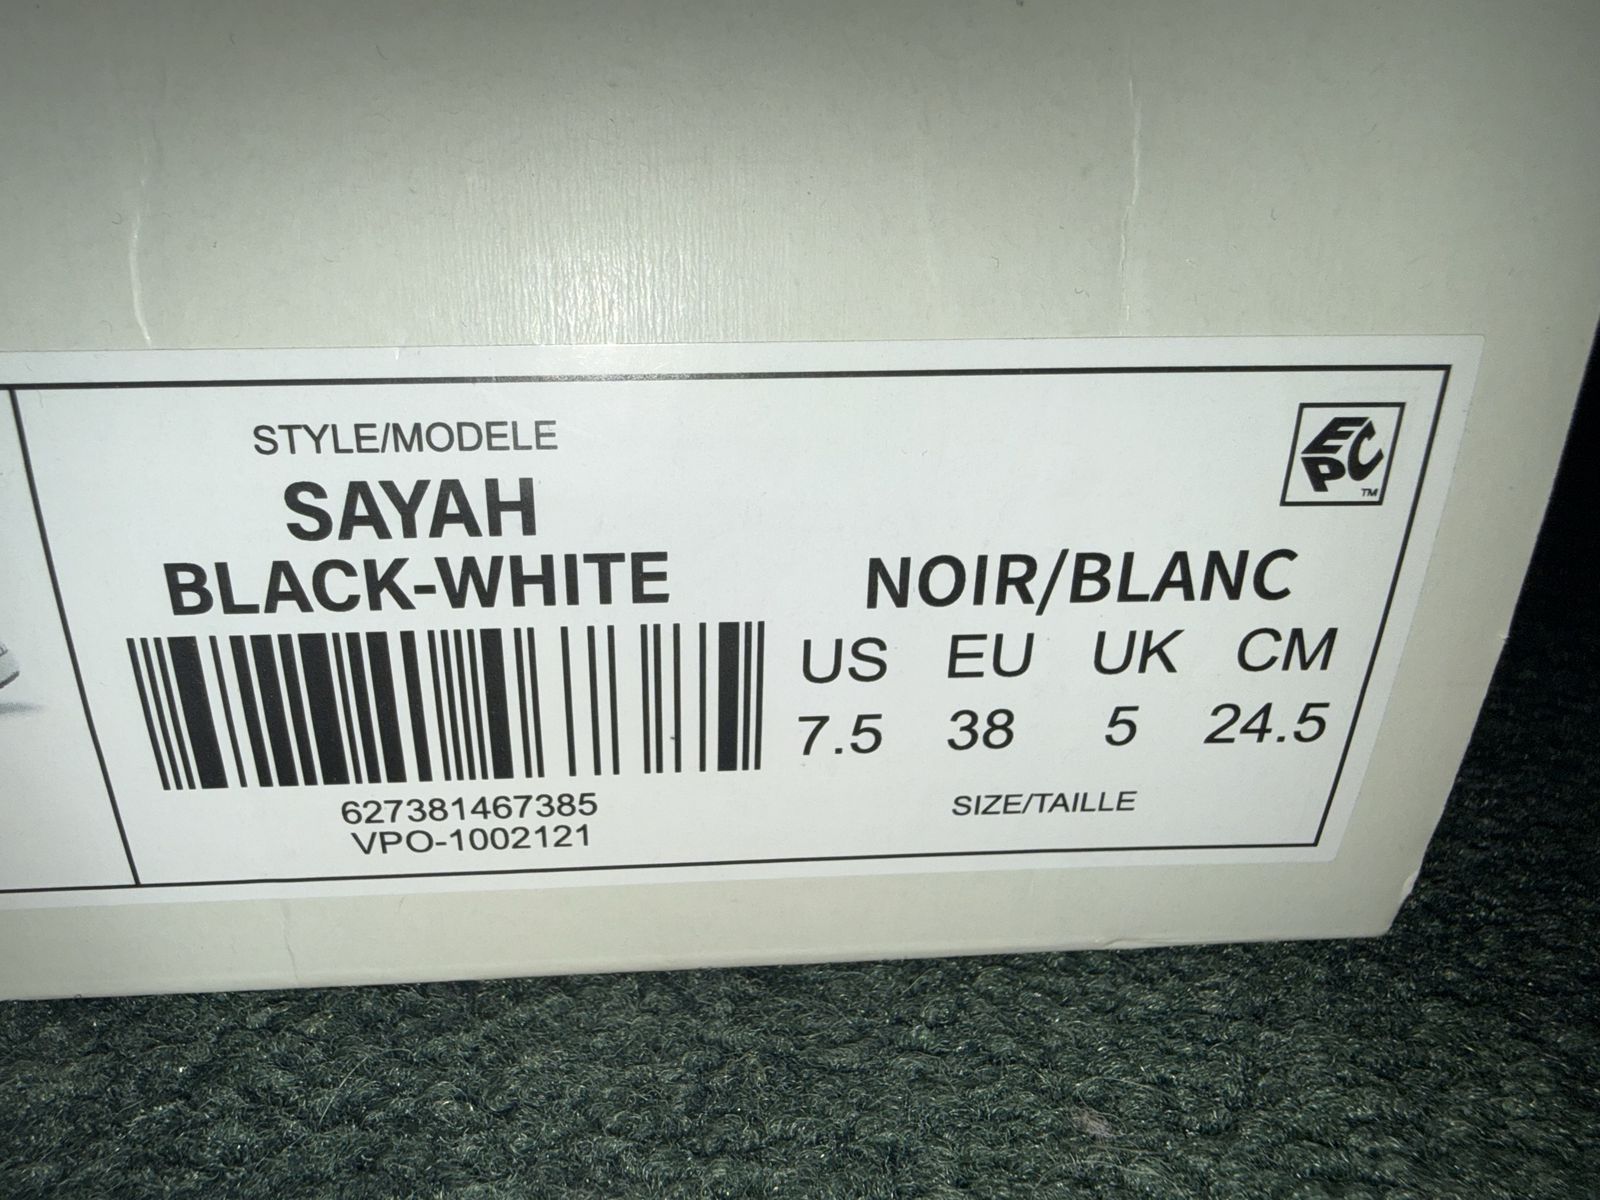 STYLE/MODELE
SAYAH
BLACK-WHITE
627381467385
VPO-1002121
EPC
TM
NOIR/BLANC
US EU UK CM
7.5 38 5 24.5
SIZE/TAILLE